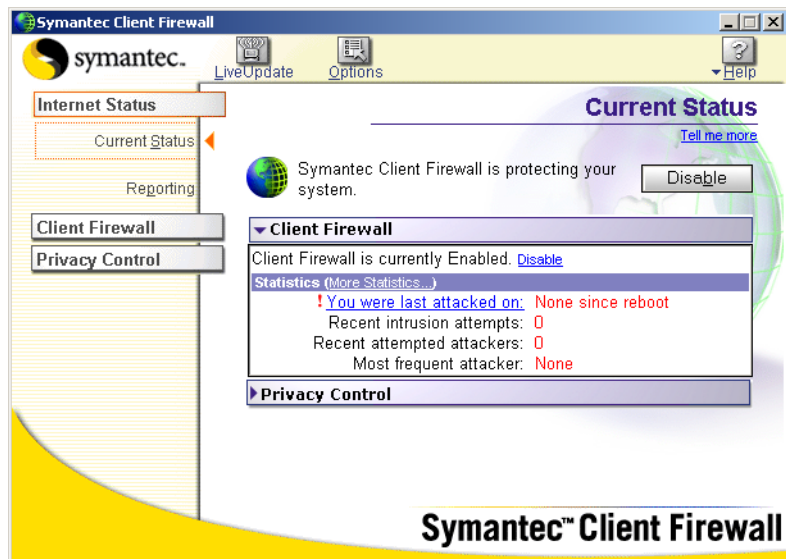 Symantec Client Firewall
symantec.
LiveUpdate
Options
Help
Internet Status
Current Status
Reporting
Client Firewall
Privacy Control
Current Status
Tell me more
Symantec Client Firewall is protecting your
system.
Disable
Client Firewall
Client Firewall is currently Enabled. Disable
Statistics (More Statistics...)
! You were last attacked on: None since reboot
Recent intrusion attempts: 0
Recent attempted attackers: 0
Most frequent attacker: None
Privacy Control
Symantec™ Client Firewall